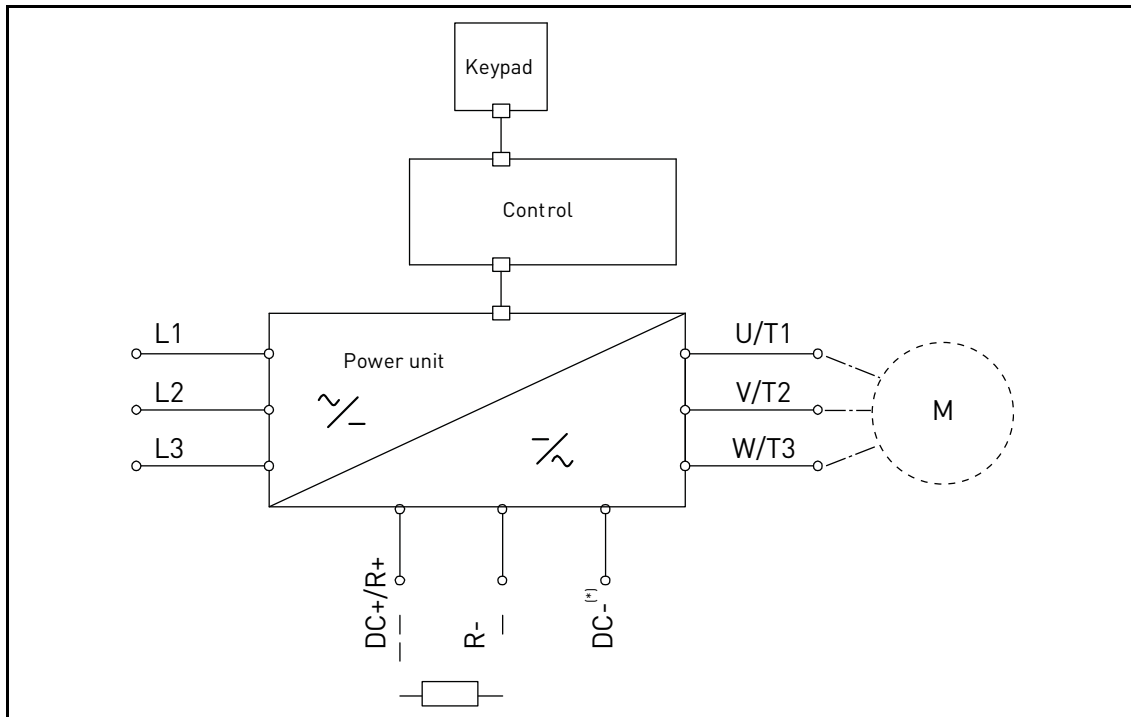 Keypad
Control
Power unit
L1
L2
L3
U/T1
V/T2
W/T3
M
DC+/R+
R-
DC-(*)